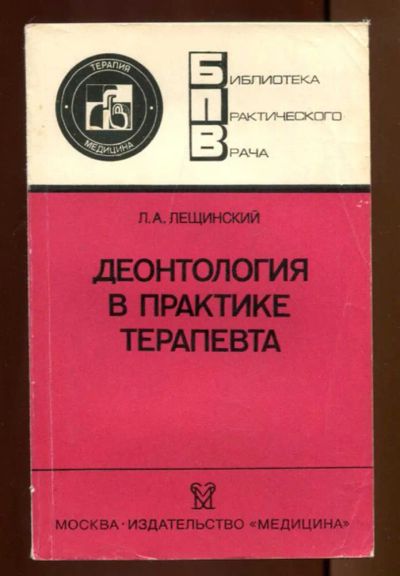 ТЕРАПИЯ
МЕДИЦИНА
БИБЛИОТЕКА
ПРАКТИЧЕСКОГО
ВРАЧА
Л.А. ЛЕЩИНСКИЙ
ДЕОНТОЛОГИЯ
В ПРАКТИКЕ
ТЕРАПЕВТА
МОСКВА · ИЗДАТЕЛЬСТВО «МЕДИЦИНА»